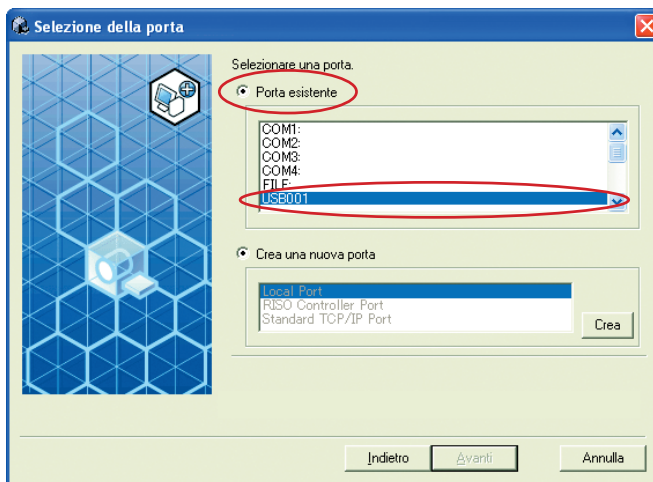 Selezione della porta
Selezionare una porta.
Porta esistente
COM1:
COM2:
COM3:
COM4:
FILE:
USB001
Crea una nuova porta
Local Port
RISO Controller Port
Standard TCP/IP Port
Crea
Indietro
Avanti
Annulla